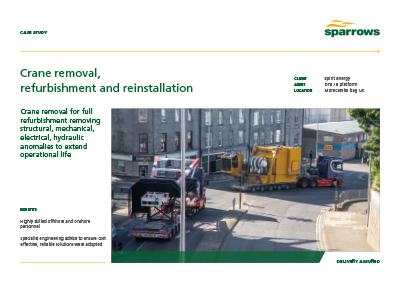 CASE STUDY
sparrows
Crane removal,
refurbishment and reinstallation
CLIENT Spirit Energy
ASSET
platform
LOCATION Morecambe Bay, UK
Crane removal for full
refurbishment removing
structural, mechanical,
electrical, hydraulic
anomalies to extend
operational life
BENEFITS
Highly skilled offshore and onshore
personnel
Specialist engineering advice to ensure cost
effective, reliable solutions were adopted
DELIVERY ASSURED